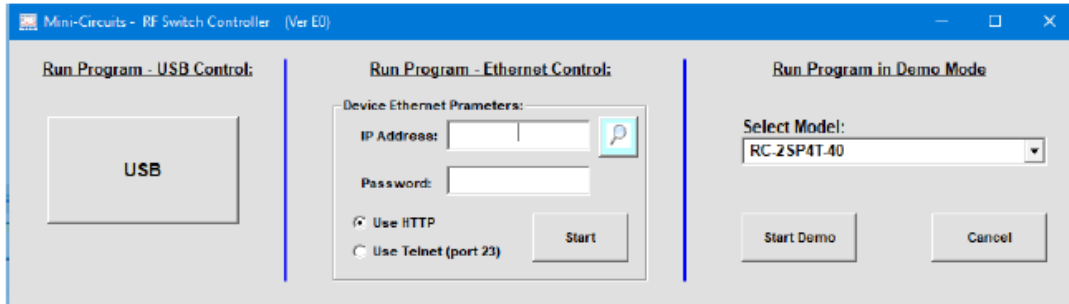 Mini-Circuits - RF Switch Controller (Ver E0)
Run Program - USB Control:
USB
Run Program - Ethernet Control:
Device Ethernet Prameters:
IP Address:
Password:
Use HTTP
Use Telnet (port 23)
Start
Run Program in Demo Mode
Select Model:
RC-2SP4T-40
Start Demo
Cancel